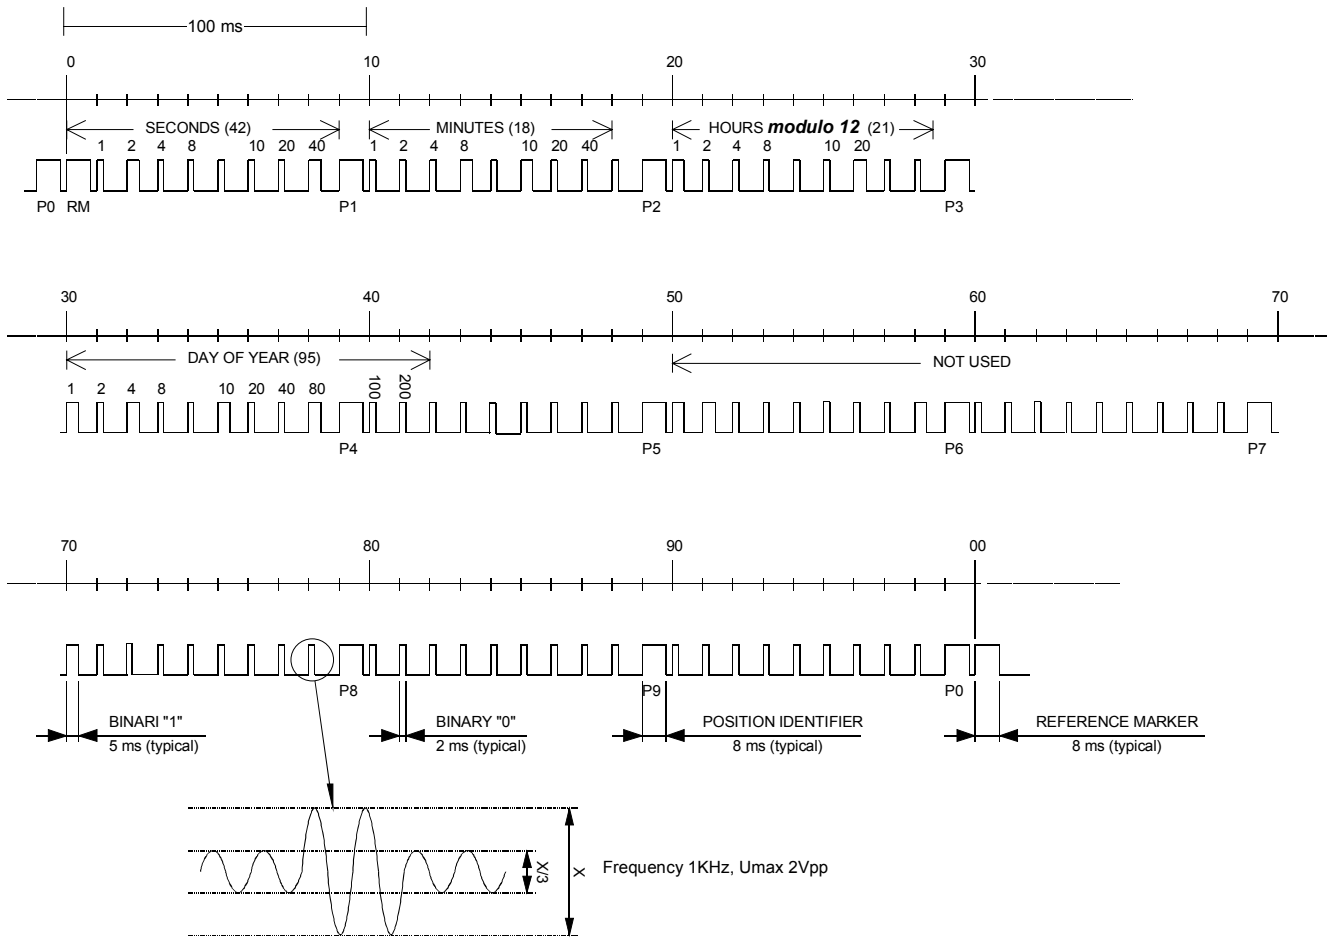 100 ms
0 10 20 30
SECONDS (42) MINUTES (18) HOURS modulo 12 (21)
1 2 4 8 10 20 40 1 2 4 8 10 20 40 1 2 4 8 10 20
P0 RM P1 P2 P3
30 40 50 60 70
DAY OF YEAR (95) NOT USED
1 2 4 8 10 20 40 80 100 200
P4 P5 P6 P7
70 80 90 00
P8 P9 P0
BINARI "1" BINARY "0" POSITION IDENTIFIER REFERENCE MARKER
5 ms (typical) 2 ms (typical) 8 ms (typical) 8 ms (typical)
X/3 X Frequency 1KHz, Umax 2Vpp